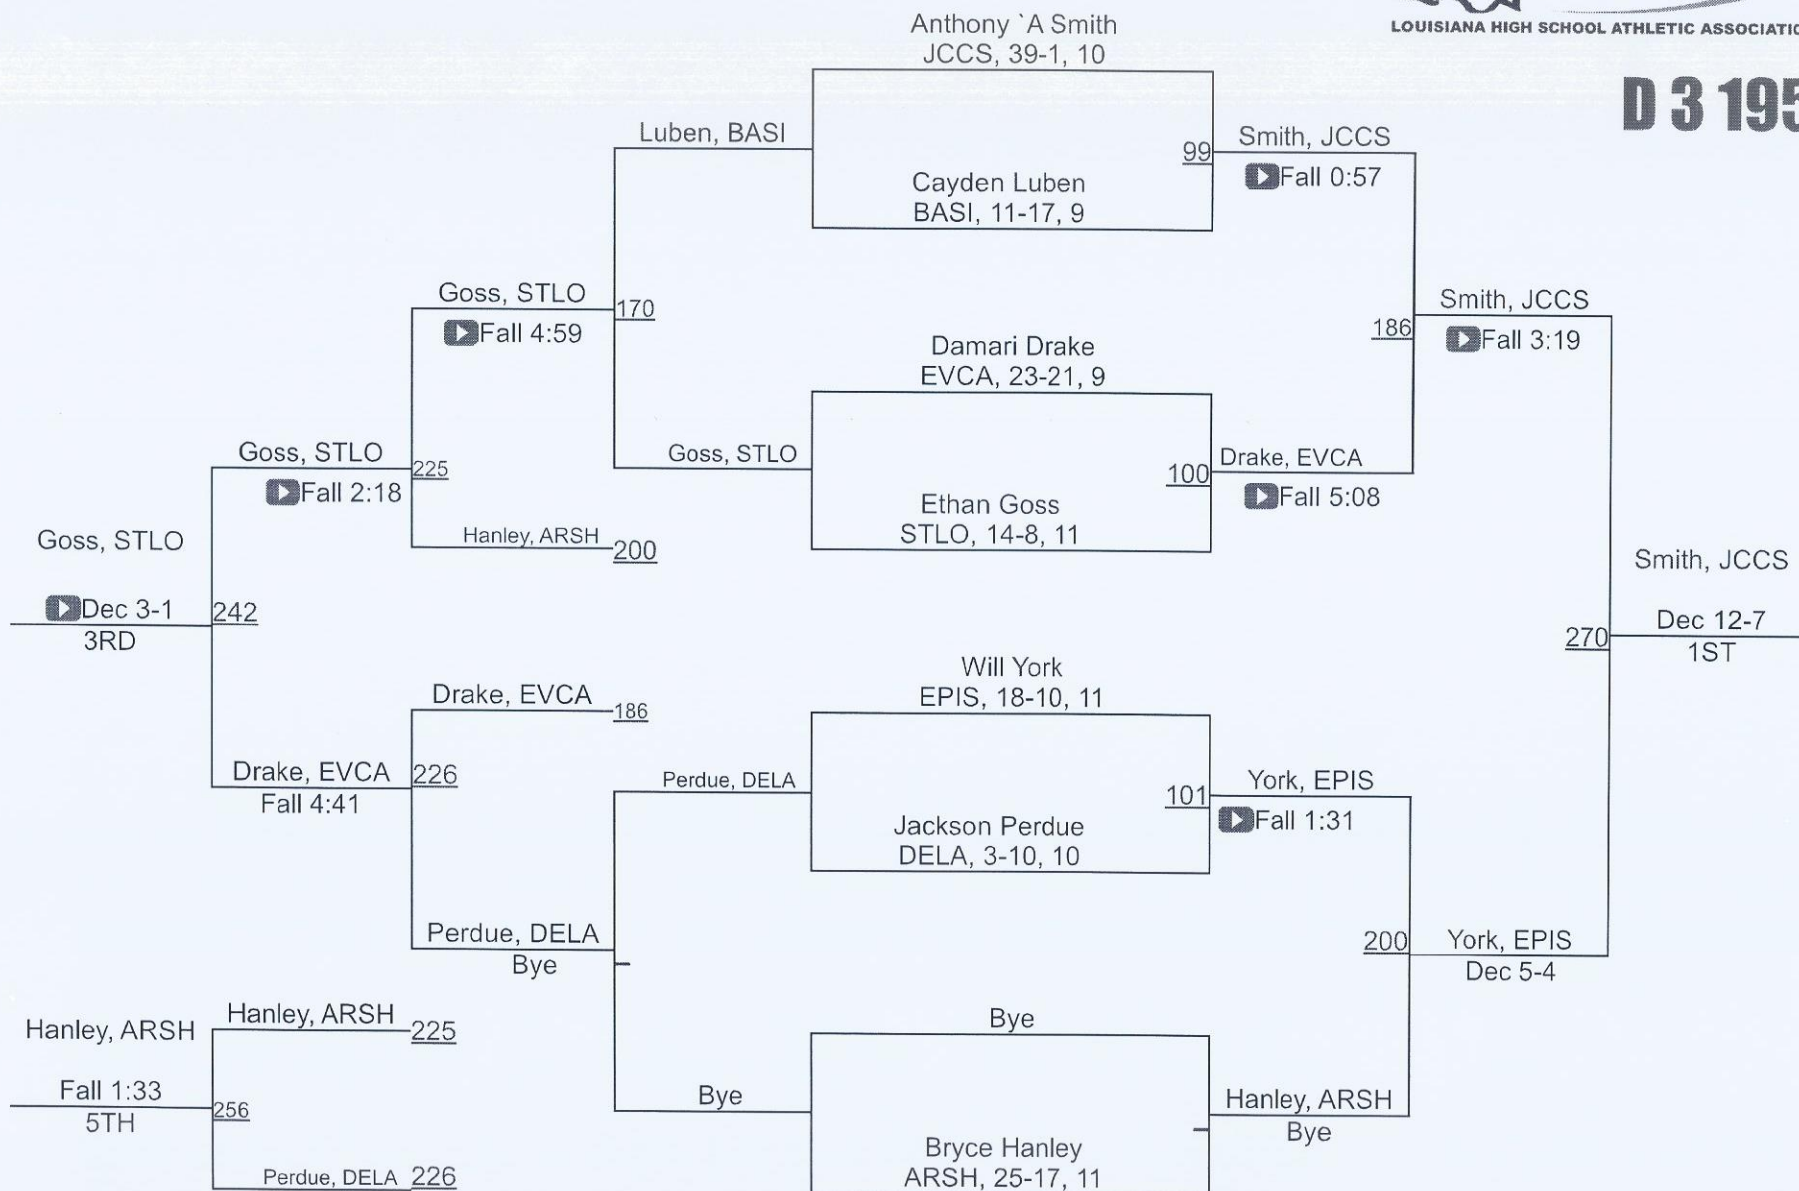 LOUISIANA HIGH SCHOOL ATHLETIC ASSOCIATIO
D 3 195
Anthony `A Smith
JCCS, 39-1, 10
Luben, BASI
99
Smith, JCCS
Fall 0:57
Cayden Luben
BASI, 11-17, 9
Goss, STLO
170
Fall 4:59
Smith, JCCS
186
Fall 3:19
Damari Drake
EVCA, 23-21, 9
Goss, STLO
225
Fall 2:18
Goss, STLO
100
Drake, EVCA
Fall 5:08
Ethan Goss
STLO, 14-8, 11
Hanley, ARSH
200
Goss, STLO
Dec 3-1
242
3RD
Smith, JCCS
270
Dec 12-7
1ST
Will York
EPIS, 18-10, 11
Drake, EVCA
186
Drake, EVCA
226
Fall 4:41
Perdue, DELA
101
York, EPIS
Fall 1:31
Jackson Perdue
DELA, 3-10, 10
Perdue, DELA
Bye
200
York, EPIS
Dec 5-4
Hanley, ARSH
Hanley, ARSH
225
Bye
Fall 1:33
256
5TH
Bye
Hanley, ARSH
Bye
Bryce Hanley
ARSH, 25-17, 11
Perdue, DELA
226